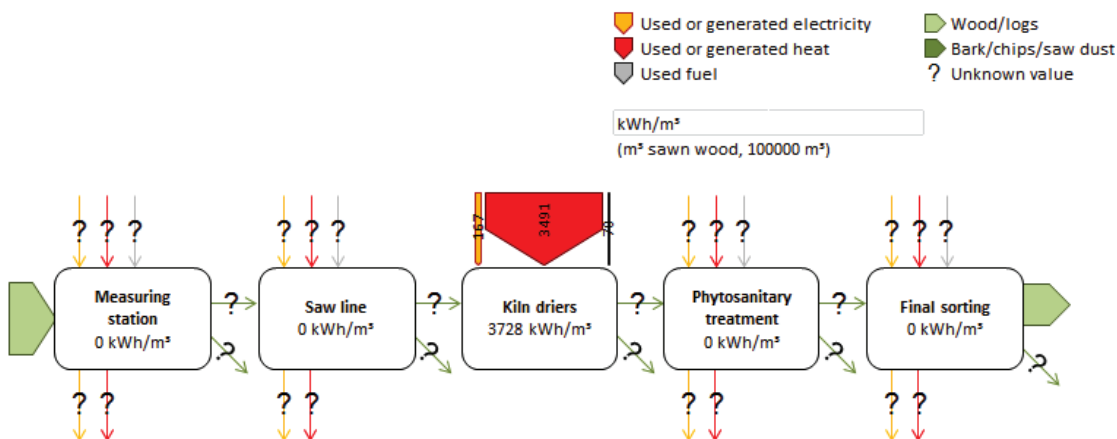 Used or generated electricity
Used or generated heat
Used fuel
Wood/logs
Bark/chips/saw dust
? Unknown value
kWh/m³
(m³ sawn wood, 100000 m³)
? ? ?
? ? ?
167
3491
70
? ? ?
? ? ?
Measuring
station
0 kWh/m³
?
?
Saw line
0 kWh/m³
?
?
Kiln driers
3728 kWh/m³
?
?
Phytosanitary
treatment
0 kWh/m³
?
?
Final sorting
0 kWh/m³
?
? ?
? ?
? ?
? ?